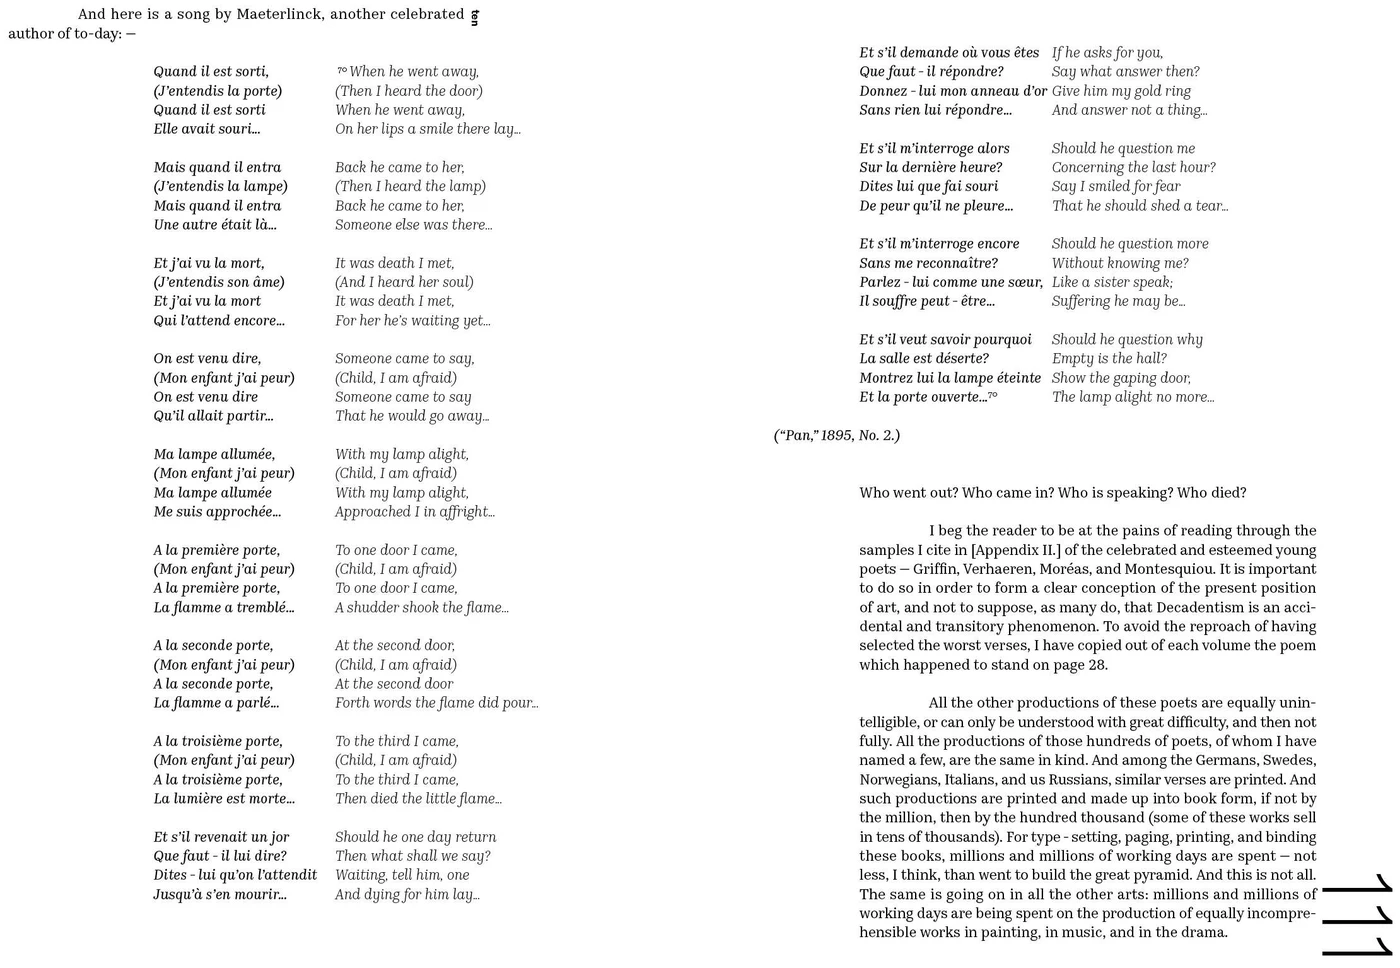 And here is a song by Maeterlinck, another celebrated
author of to-day: —
ten
Quand il est sorti,
(J’entendis la porte)
Quand il est sorti
Elle avait souri...
Mais quand il entra
(J’entendis la lampe)
Mais quand il entra
Une autre était là...
Et j’ai vu la mort,
(J’entendis son âme)
Et j’ai vu la mort
Qui l’attend encore...
On est venu dire,
(Mon enfant j’ai peur)
On est venu dire
Qu’il allait partir...
Ma lampe allumée,
(Mon enfant j’ai peur)
Ma lampe allumée
Me suis approchée...
A la première porte,
(Mon enfant j’ai peur)
A la première porte,
La flamme a tremblé...
A la seconde porte,
(Mon enfant j’ai peur)
A la seconde porte,
La flamme a parlé...
A la troisième porte,
(Mon enfant j’ai peur)
A la troisième porte,
La lumière est morte...
Et s’il revenait un jor
Que faut - il lui dire?
Dites - lui qu’on l’attendit
Jusqu’à s’en mourir...
70 When he went away,
(Then I heard the door)
When he went away,
On her lips a smile there lay...
Back he came to her,
(Then I heard the lamp)
Back he came to her,
Someone else was there...
It was death I met,
(And I heard her soul)
It was death I met,
For her he’s waiting yet...
Someone came to say,
(Child, I am afraid)
Someone came to say
That he would go away...
With my lamp alight,
(Child, I am afraid)
With my lamp alight,
Approached I in affright...
To one door I came,
(Child, I am afraid)
To one door I came,
A shudder shook the flame...
At the second door,
(Child, I am afraid)
At the second door
Forth words the flame did pour...
To the third I came,
(Child, I am afraid)
To the third I came,
Then died the little flame...
Should he one day return
Then what shall we say?
Waiting, tell him, one
And dying for him lay...
Et s’il demande où vous êtes
Que faut - il répondre?
Donnez - lui mon anneau d’or
Sans rien lui répondre...
Et s’il m’interroge alors
Sur la dernière heure?
Dites lui que fai souri
De peur qu’il ne pleure...
Et s’il m’interroge encore
Sans me reconnaître?
Parlez - lui comme une sœur,
Il souffre peut - être...
Et s’il veut savoir pourquoi
La salle est déserte?
Montrez lui la lampe éteinte
Et la porte ouverte...70
If he asks for you,
Say what answer then?
Give him my gold ring
And answer not a thing...
Should he question me
Concerning the last hour?
Say I smiled for fear
That he should shed a tear...
Should he question more
Without knowing me?
Like a sister speak;
Suffering he may be...
Should he question why
Empty is the hall?
Show the gaping door,
The lamp alight no more...
(“Pan,” 1895, No. 2.)
Who went out? Who came in? Who is speaking? Who died?
I beg the reader to be at the pains of reading through the
samples I cite in [Appendix II.] of the celebrated and esteemed young
poets — Griffin, Verhaeren, Moréas, and Montesquiou. It is important
to do so in order to form a clear conception of the present position
of art, and not to suppose, as many do, that Decadentism is an acci-
dental and transitory phenomenon. To avoid the reproach of having
selected the worst verses, I have copied out of each volume the poem
which happened to stand on page 28.
All the other productions of these poets are equally unin-
telligible, or can only be understood with great difficulty, and then not
fully. All the productions of those hundreds of poets, of whom I have
named a few, are the same in kind. And among the Germans, Swedes,
Norwegians, Italians, and us Russians, similar verses are printed. And
such productions are printed and made up into book form, if not by
the million, then by the hundred thousand (some of these works sell
in tens of thousands). For type - setting, paging, printing, and binding
these books, millions and millions of working days are spent — not
less, I think, than went to build the great pyramid. And this is not all.
The same is going on in all the other arts: millions and millions of
working days are being spent on the production of equally incompre-
hensible works in painting, in music, and in the drama.
111